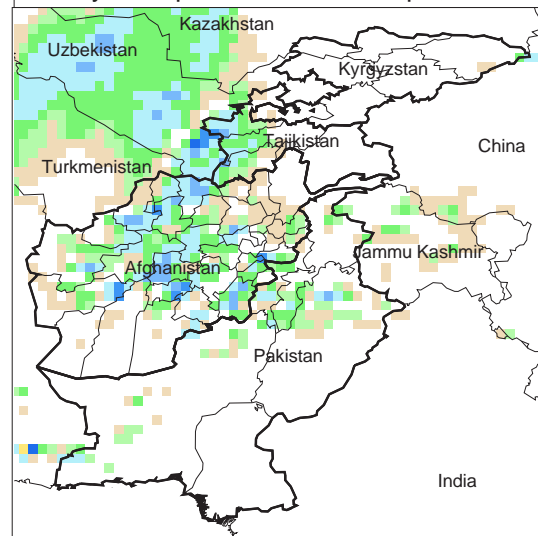 Kazakhstan
Uzbekistan
Kyrgyzstan
Tajikistan
China
Turkmenistan
Jammu Kashmir
Afghanistan
Pakistan
India